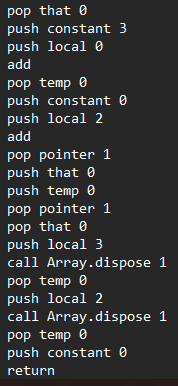 pop that 0
push constant 3
push local 0
add
pop temp 0
push constant 0
push local 2
add
pop pointer 1
push that 0
push temp 0
pop pointer 1
pop that 0
push local 3
call Array.dispose 1
pop temp 0
push local 2
call Array.dispose 1
pop temp 0
push constant 0
return